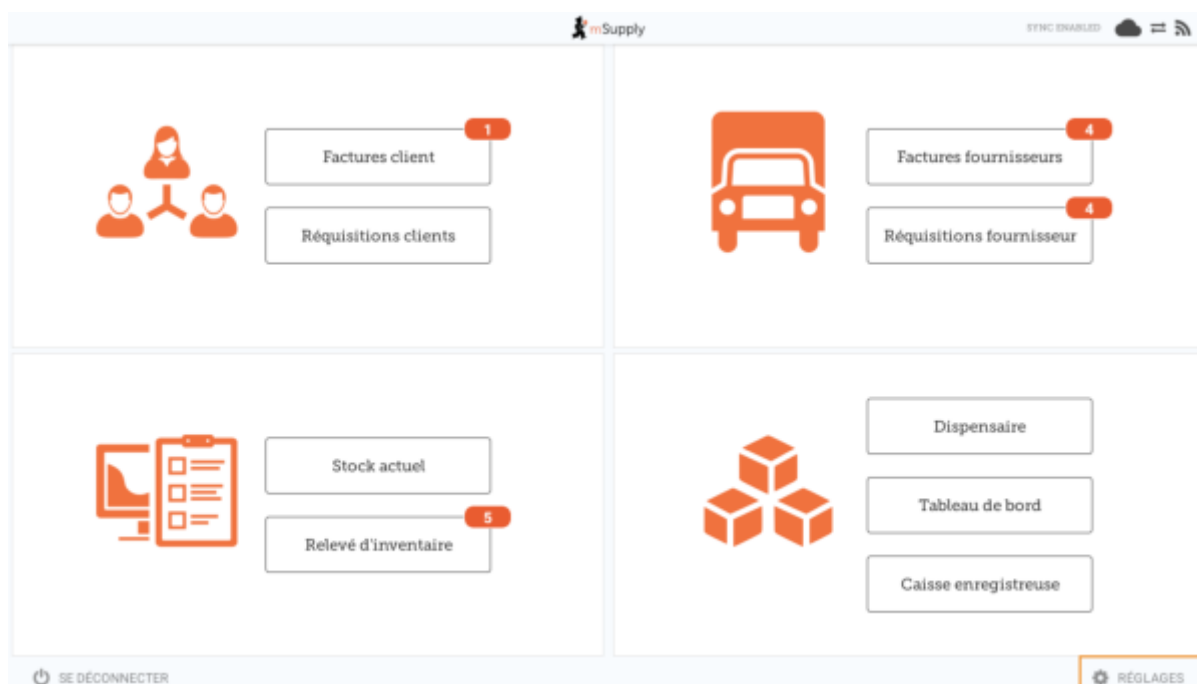 mSupply
SYNC ENABLED
1
Factures client
Réquisitions clients
4
Factures fournisseurs
4
Réquisitions fournisseur
Stock actuel
5
Relevé d'inventaire
Dispensaire
Tableau de bord
Caisse enregistreuse
SE DÉCONNECTER
RÉGLAGES